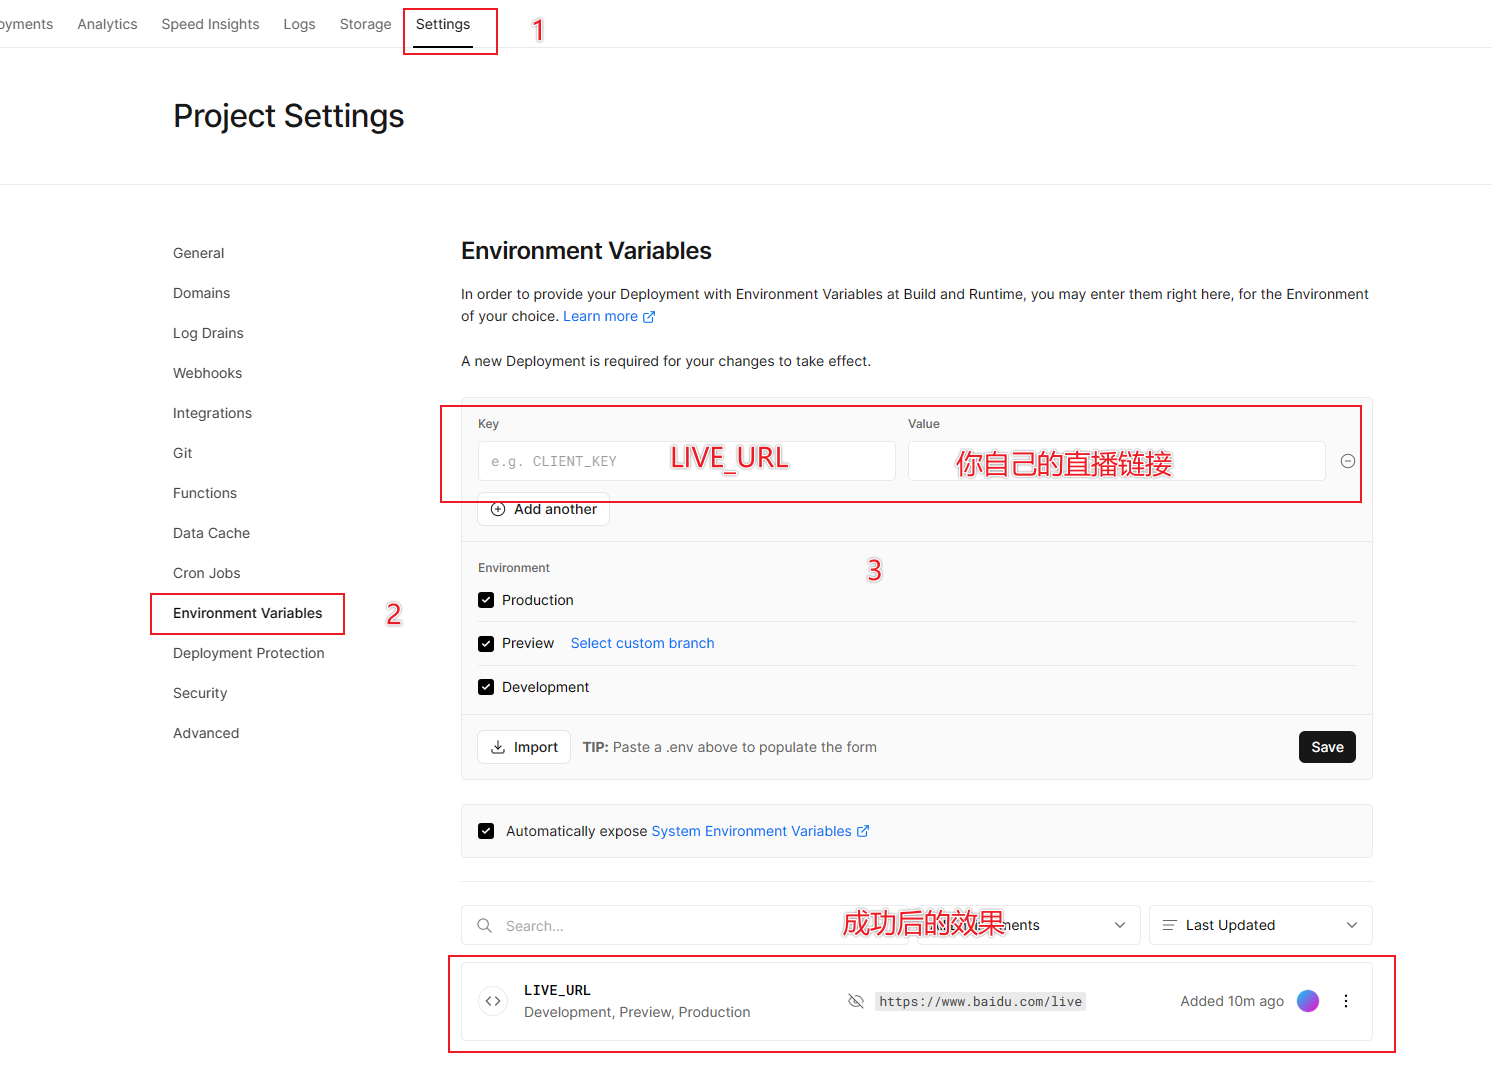 oyments Analytics Speed Insights Logs Storage Settings 1
Project Settings
General
Domains
Log Drains
Webhooks
Integrations
Git
Functions
Data Cache
Cron Jobs
Environment Variables 2
Deployment Protection
Security
Advanced
Environment Variables
In order to provide your Deployment with Environment Variables at Build and Runtime, you may enter them right here, for the Environment
of your choice. Learn more
A new Deployment is required for your changes to take effect.
Key Value
e.g. CLIENT_KEY LIVE_URL 你自己的直播链接
Add another
Environment 3
Production
Preview Select custom branch
Development
Import TIP: Paste a .env above to populate the form Save
Automatically expose System Environment Variables
Search... 成功后的效果 ments Last Updated
LIVE_URL
Development, Preview, Production
https://www.baidu.com/live Added 10m ago